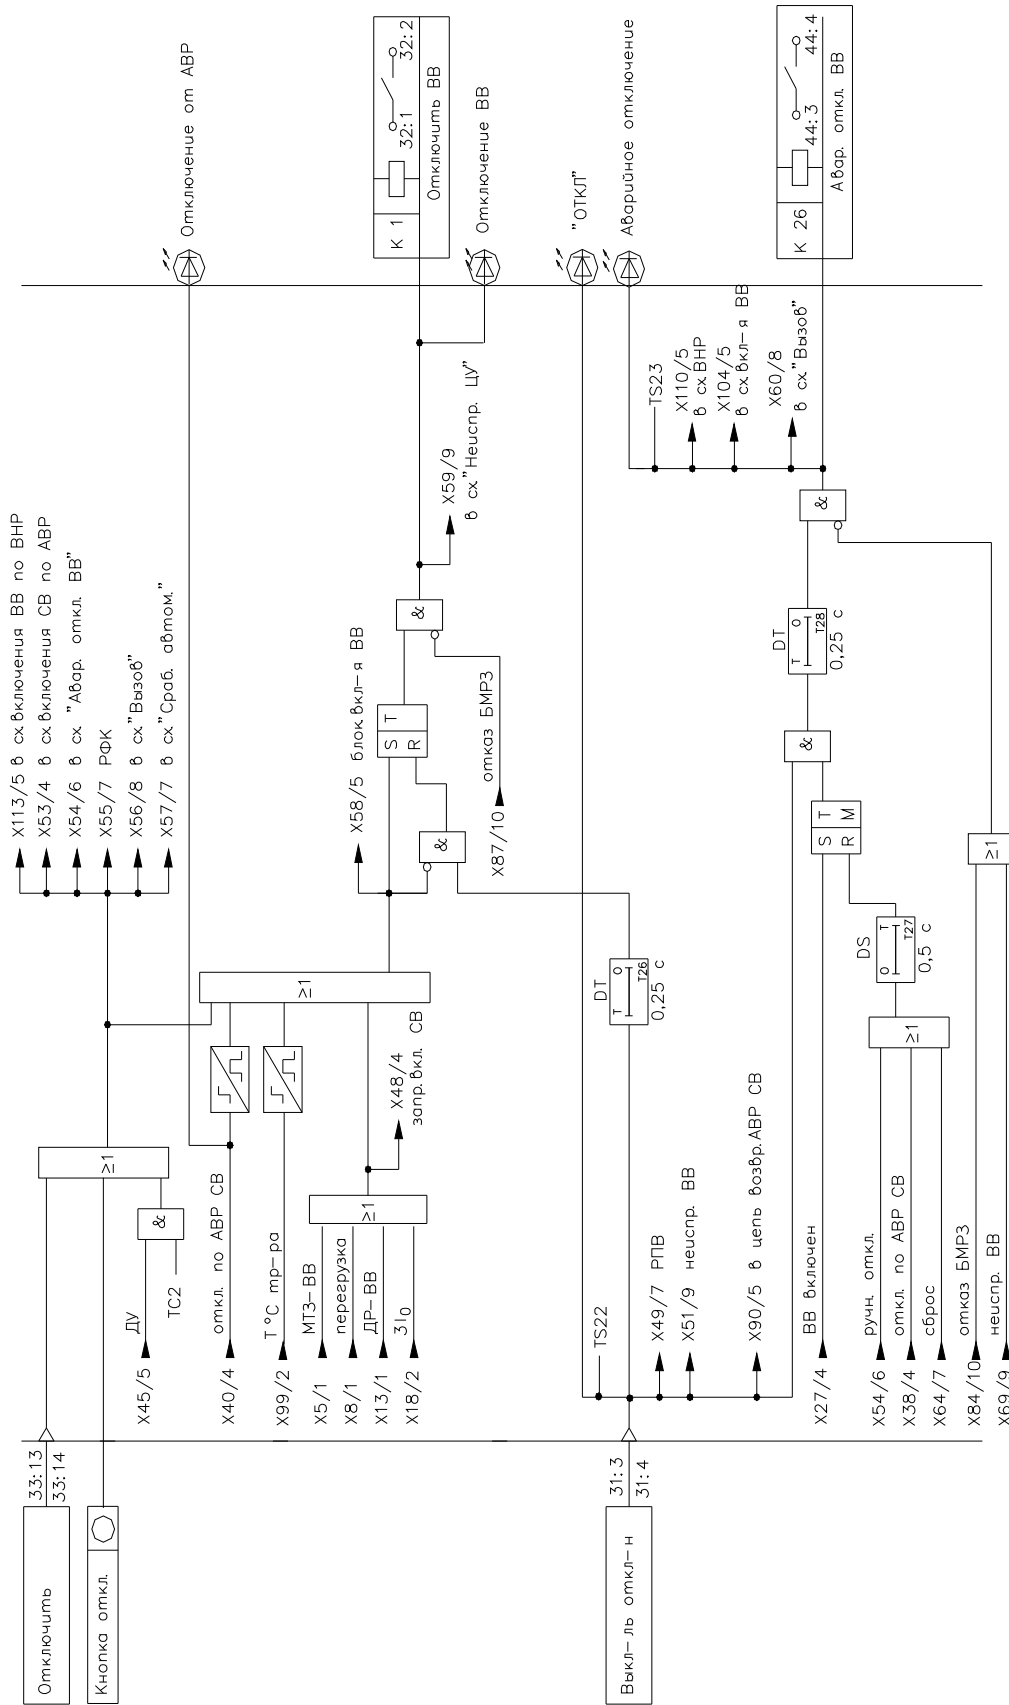 Отключить
33:13
33:14
Кнопка откл.
X45/5
ДУ
TC2
&
≥1
X113/5 в сх.включения ВВ по ВНР
X53/4 в сх.включения СВ по АВР
X54/6 в сх. "Авар. откл. ВВ"
X55/7 РФК
X56/8 в сх."Вызов"
X57/7 в сх."Сраб. автом."
Отключение от АВР
X40/4
откл. по АВР СВ
X99/2
Т°С тр-ра
X5/1
МТЗ-ВВ
X8/1
перегрузка
X13/1
ДР-ВВ
X18/2
3I0
≥1
X48/4
запр.вкл. СВ
≥1
X58/5 блок.вкл-я ВВ
&
S T
R
X87/10
отказ БМРЗ
&
X59/9
в сх."Неиспр. ЦУ"
К 1
32:1
32:2
Отключить ВВ
Отключение ВВ
"ОТКЛ"
Аварийное отключение
Выкл-ль откл-н
31:3
31:4
TS22
X49/7 РПВ
X51/9 неиспр. ВВ
X90/5 в цепь возвр.АВР СВ
DT
T O
T26
0,25 с
X27/4
ВВ включен
X54/6
ручн. откл.
X38/4
откл. по АВР СВ
X64/7
сброс
≥1
DS
O T
T27
0,5 с
S T
R M
&
DT
T O
T28
0,25 с
&
X84/10
отказ БМРЗ
X69/9
неиспр. ВВ
≥1
TS23
X110/5
в сх.ВНР
X104/5
в сх.вкл-я ВВ
X60/8
в сх."Вызов"
К 26
44:3
44:4
Авар. откл. ВВ